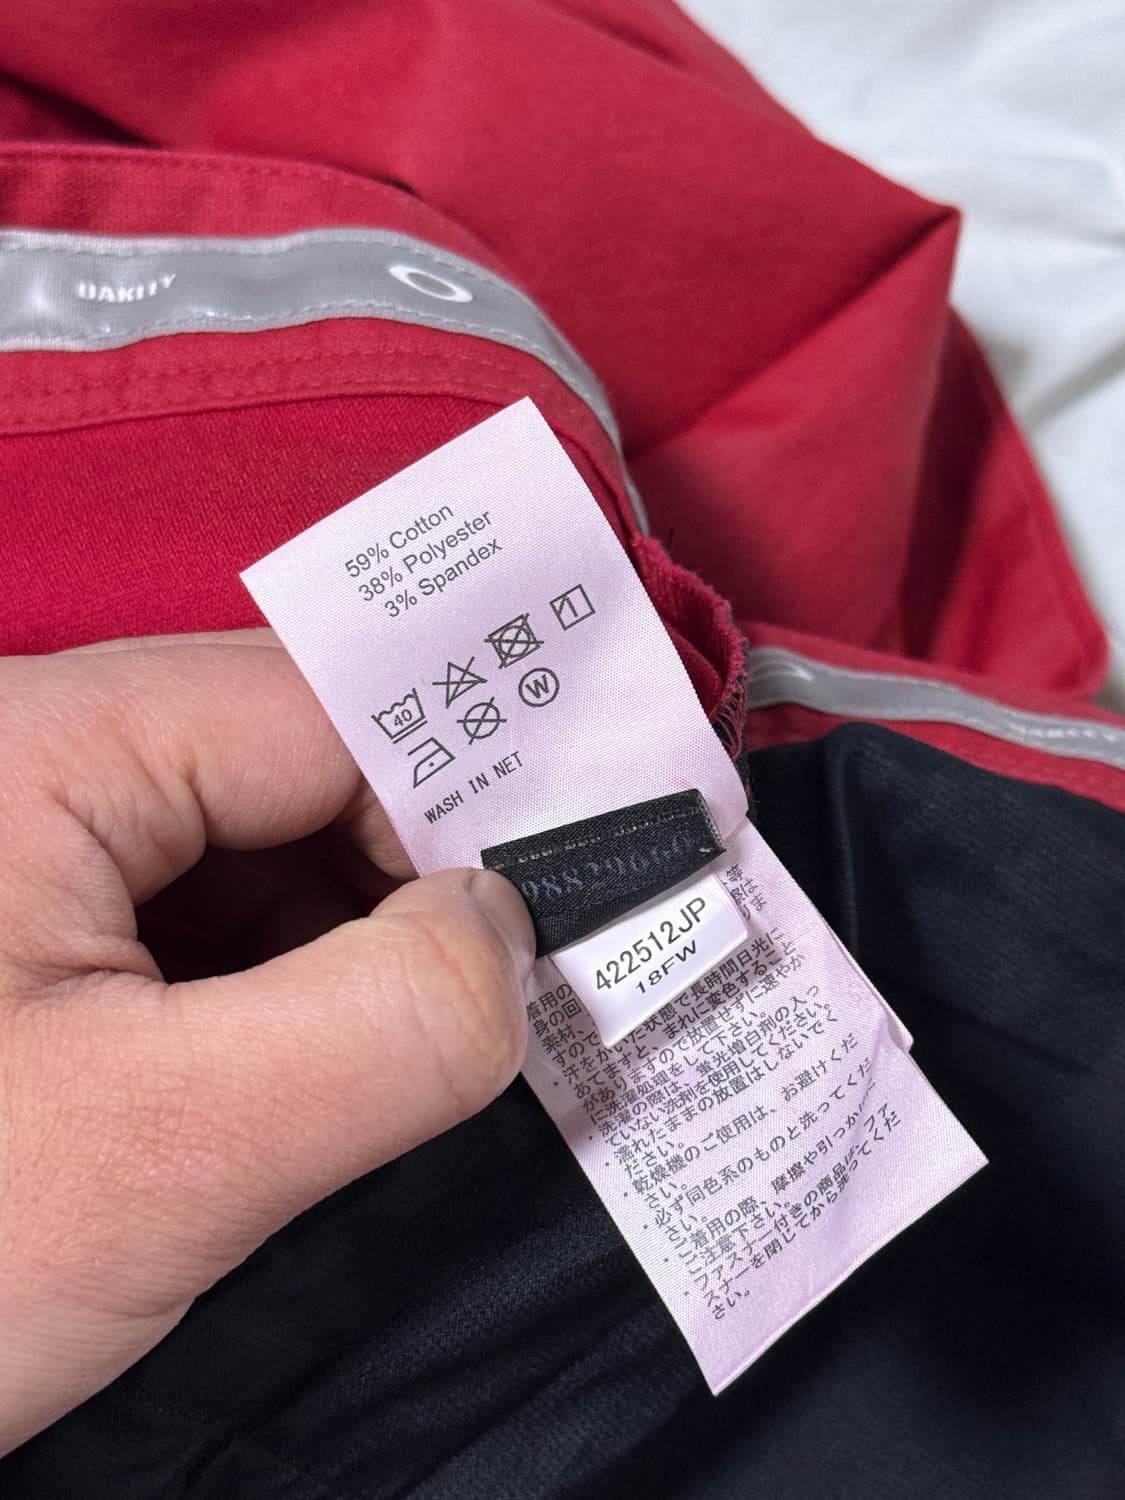 OAKLEY
59% Cotton
38% Polyester
3% Spandex
40
W
WASH IN NET
422512JP
18FW
等
着用の
身の回
素材、
すので
・汗をかいた状態で長時間日光に
あてますと、まれに変色すること
がありますので放置せずに速やか
に洗濯処理をして下さい。
・洗濯の際は、蛍光増白剤の入っ
ていない洗剤を使用してください。
・濡れたままの放置はしないでく
ださい。
・乾燥機のご使用は、お避けくだ
さい。
・必ず同色系のものと洗ってくだ
さい。
・ご着用の際、摩擦や引っか
ご注意下さい。
・ファスナー付きの商品は、ファ
スナーを閉じてから洗ってくだ
さい。